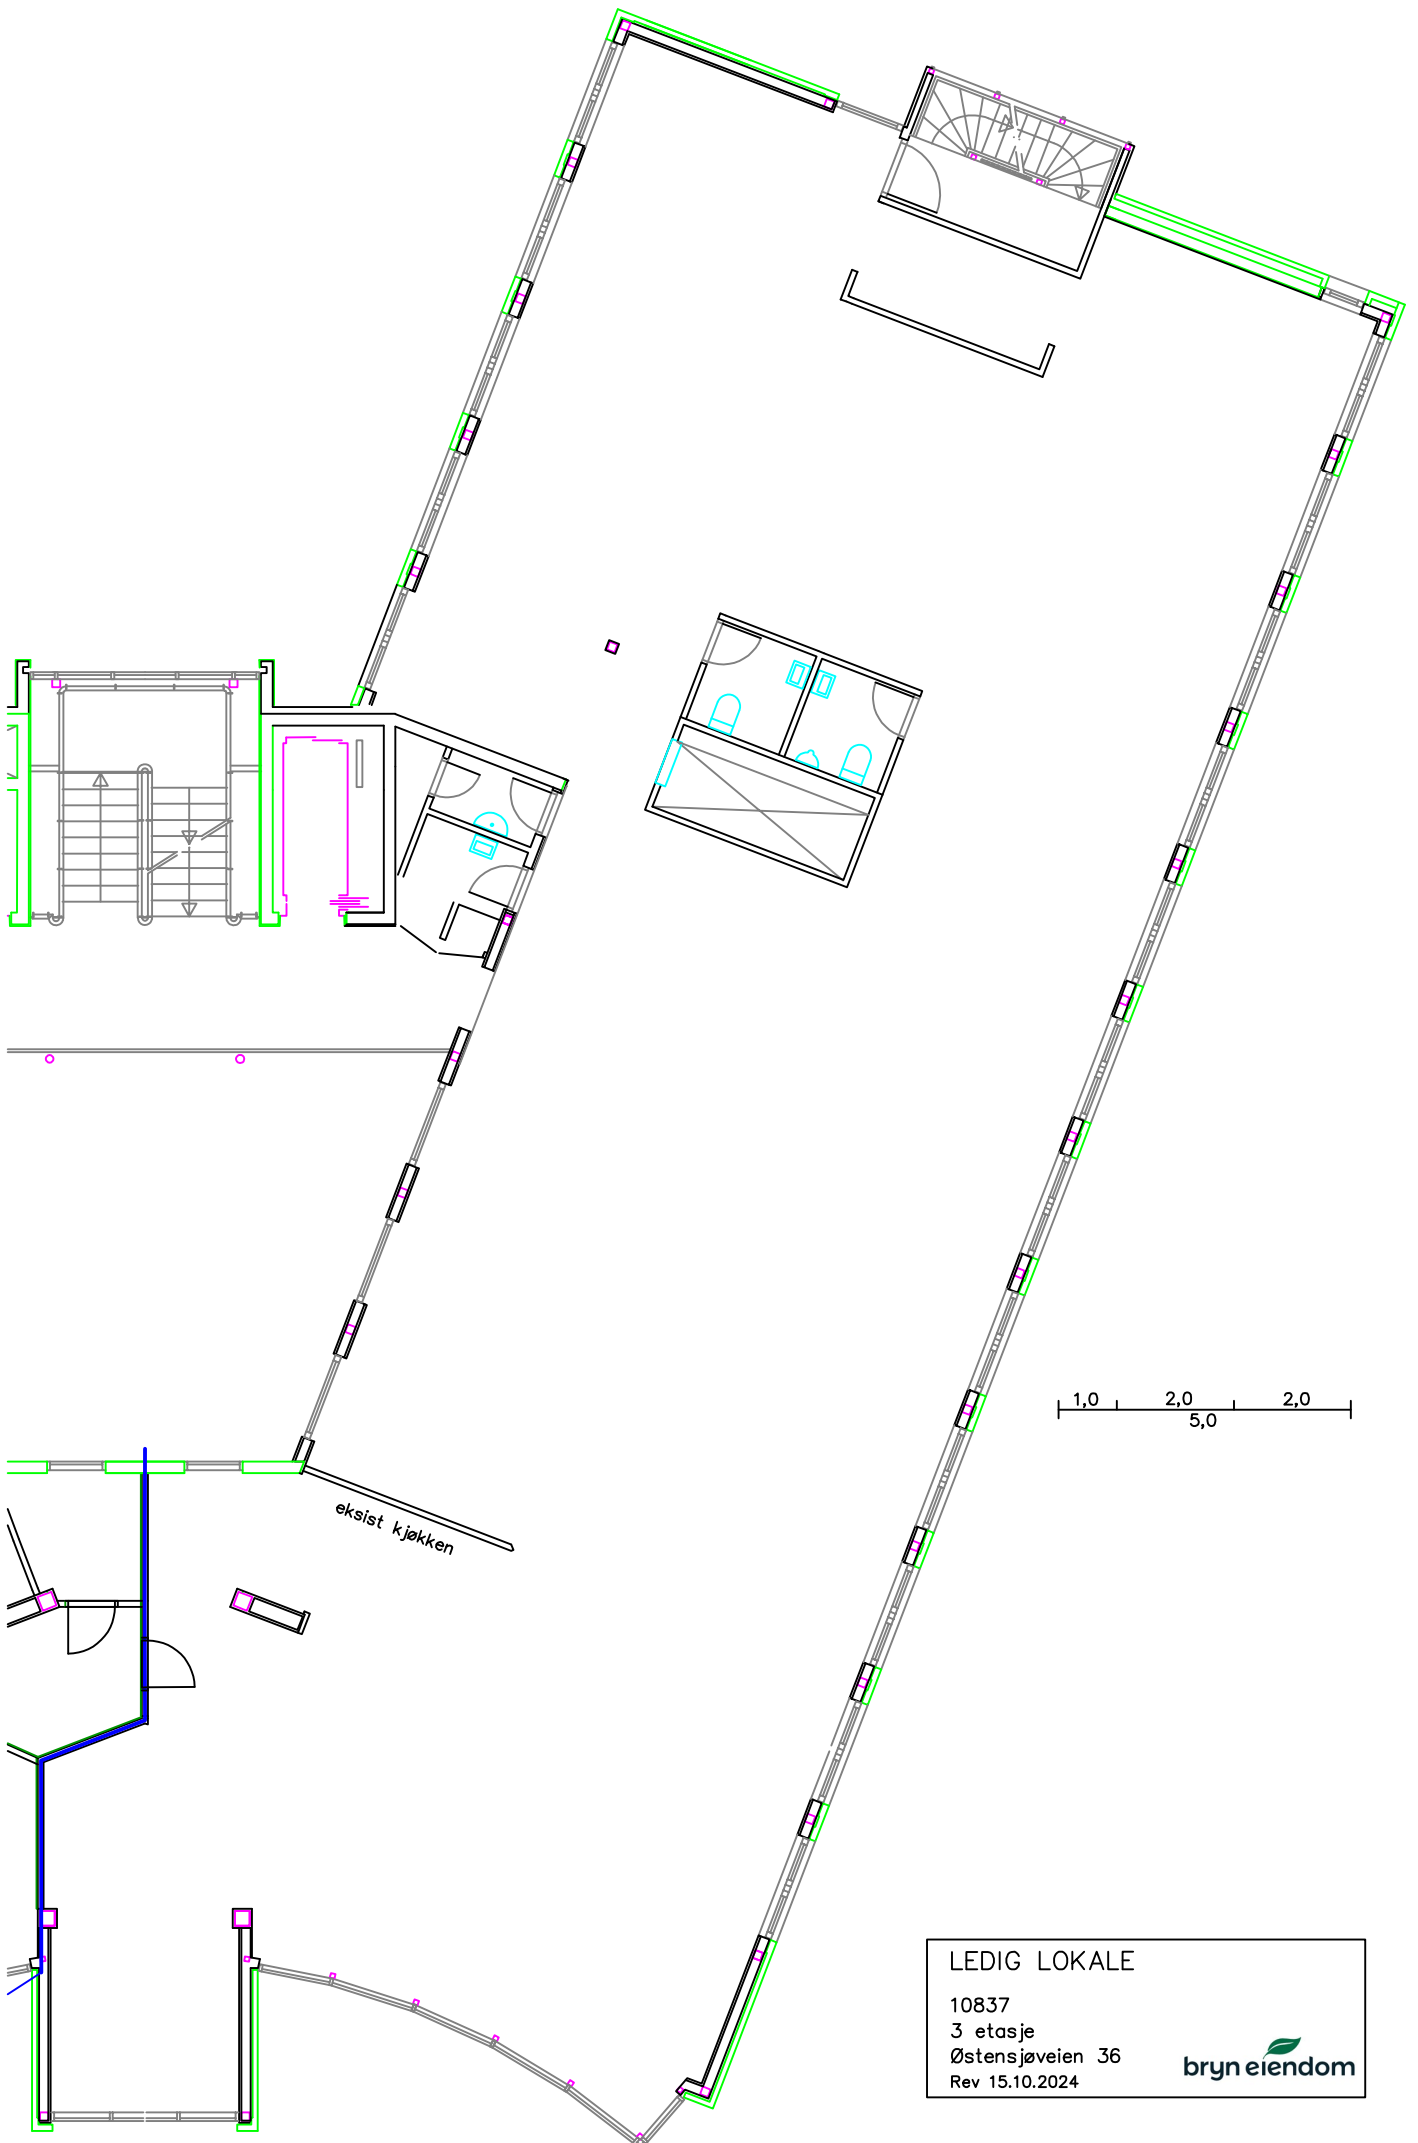 1,0 2,0 2,0
5,0
eksist kjøkken
LEDIG LOKALE
10837
3 etasje
Østensjøveien 36
Rev 15.10.2024
bryn eiendom